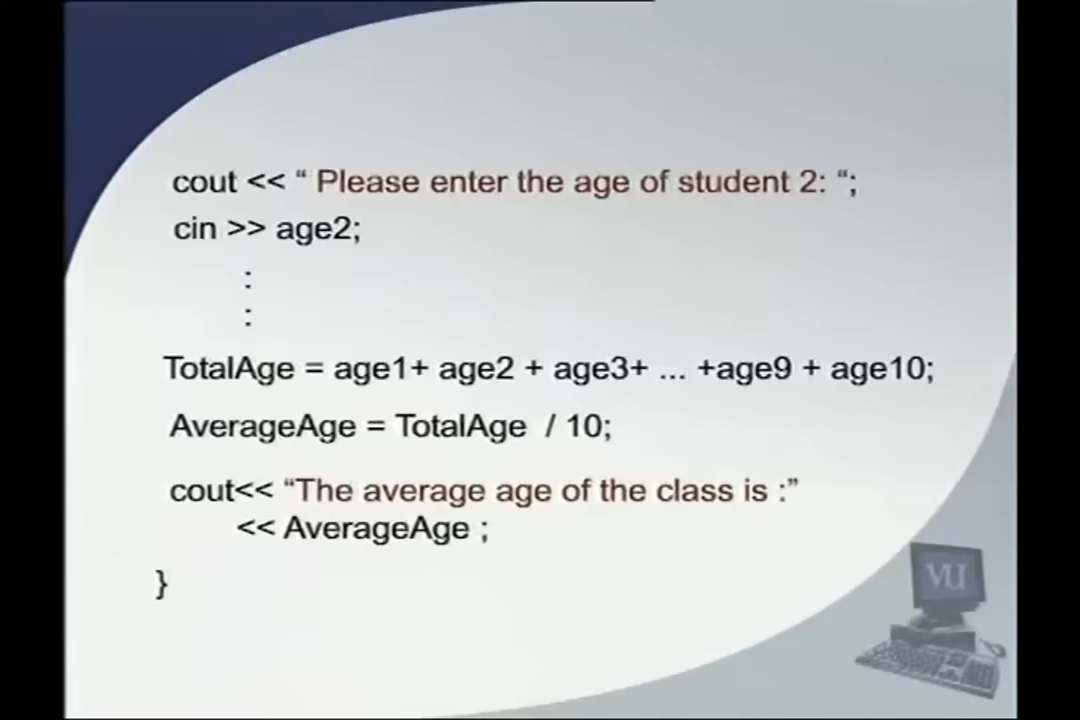 cout << “ Please enter the age of student 2: “;
cin >> age2;
:
:
TotalAge = age1+ age2 + age3+ ... +age9 + age10;
AverageAge = TotalAge / 10;
cout<< “The average age of the class is :”
<< AverageAge ;
}
VU